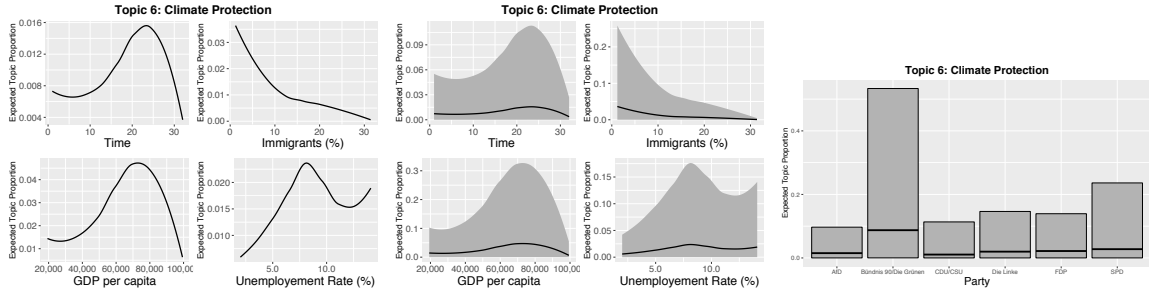 Topic 6: Climate Protection
Expected Topic Proportion
0.016
0.012
0.008
0.004
0 10 20 30
Time
Expected Topic Proportion
0.03
0.02
0.01
0.00
0 10 20 30
Immigrants (%)
Expected Topic Proportion
0.04
0.03
0.02
0.01
20,000 40,000 60,000 80,000 100,00
GDP per capita
Expected Topic Proportion
0.020
0.015
0.010
5.0 10.0
Unemployement Rate (%)
Topic 6: Climate Protection
Expected Topic Proportion
0.09
0.06
0.03
0.00
0 10 20 30
Time
Expected Topic Proportion
0.2
0.1
0.0
0 10 20 30
Immigrants (%)
Expected Topic Proportion
0.3
0.2
0.1
0.0
20,000 40,000 60,000 80,000 100,00
GDP per capita
Expected Topic Proportion
0.15
0.10
0.05
0.00
5.0 10.0
Unemployement Rate (%)
Topic 6: Climate Protection
Expected Topic Proportion
0.4
0.2
0.0
AfD Bündnis 90/Die Grünen CDU/CSU Die Linke FDP SPD
Party